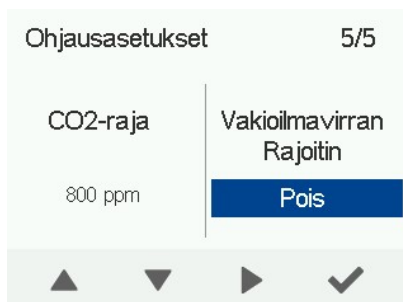 Ohjausasetukset 5/5
CO2-raja
800 ppm
Vakioilmavirran
Rajoitin
Pois